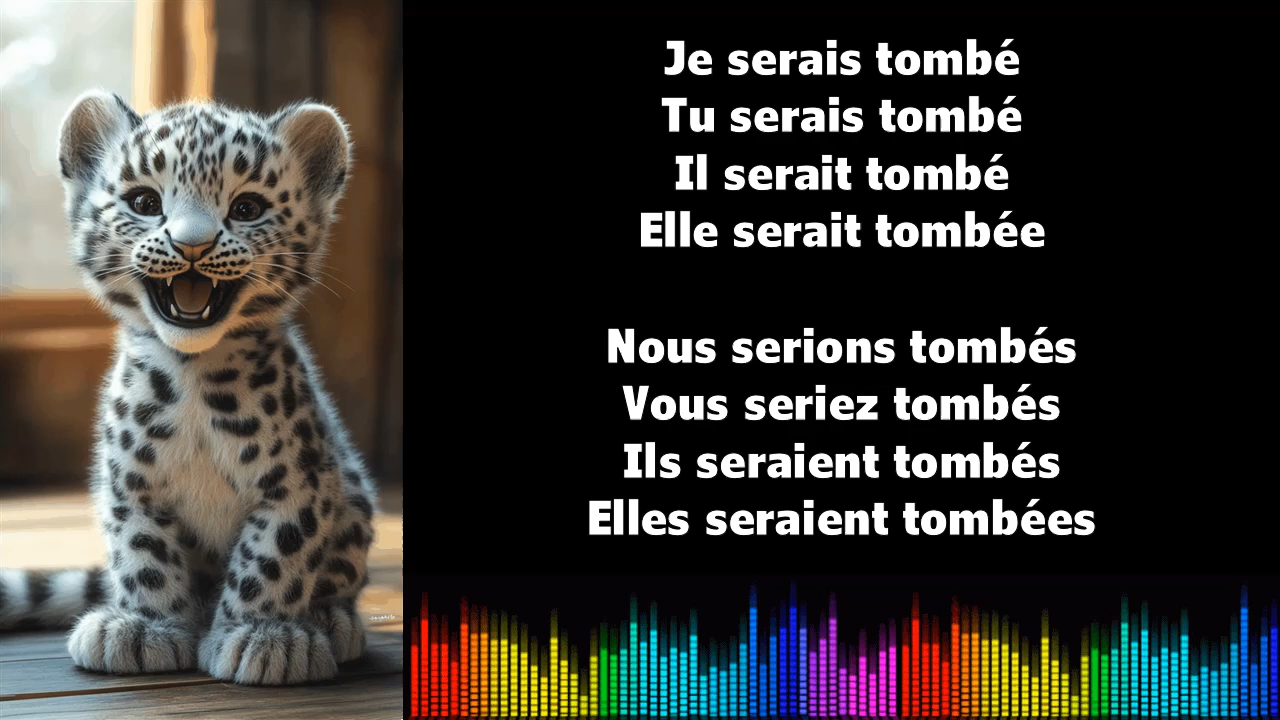 Je serais tombé
Tu serais tombé
Il serait tombé
Elle serait tombée
Nous serions tombés
Vous seriez tombés
Ils seraient tombés
Elles seraient tombées